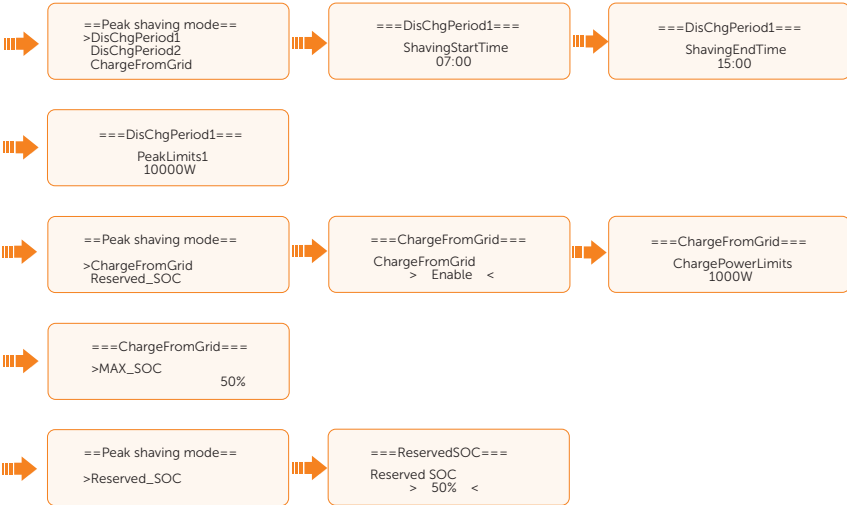 ==Peak shaving mode==
>DisChgPeriod1
DisChgPeriod2
ChargeFromGrid
===DisChgPeriod1===
ShavingStartTime
07:00
===DisChgPeriod1===
ShavingEndTime
15:00
===DisChgPeriod1===
PeakLimits1
10000W
==Peak shaving mode==
>ChargeFromGrid
Reserved_SOC
===ChargeFromGrid===
ChargeFromGrid
> Enable <
===ChargeFromGrid===
ChargePowerLimits
1000W
===ChargeFromGrid===
>MAX_SOC
50%
==Peak shaving mode==
>Reserved_SOC
===ReservedSOC===
Reserved SOC
> 50% <